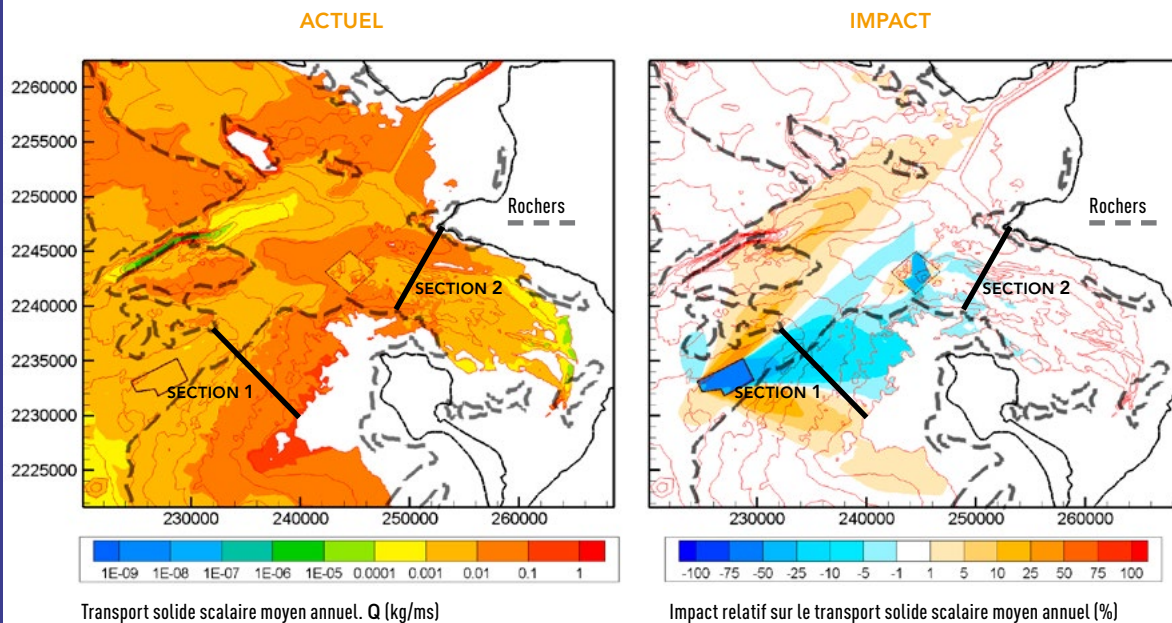 ACTUEL
IMPACT
2260000
2255000
2250000
2245000
2240000
2235000
2230000
2225000
Rochers
SECTION 2
SECTION 1
230000 240000 250000 260000
1E-09 1E-08 1E-07 1E-06 1E-05 0.0001 0.001 0.01 0.1 1
Transport solide scalaire moyen annuel. Q (kg/ms)
Rochers
SECTION 2
SECTION 1
230000 240000 250000 260000
-100 -75 -50 -25 -10 -5 -1 1 5 10 25 50 75 100
Impact relatif sur le transport solide scalaire moyen annuel (%)